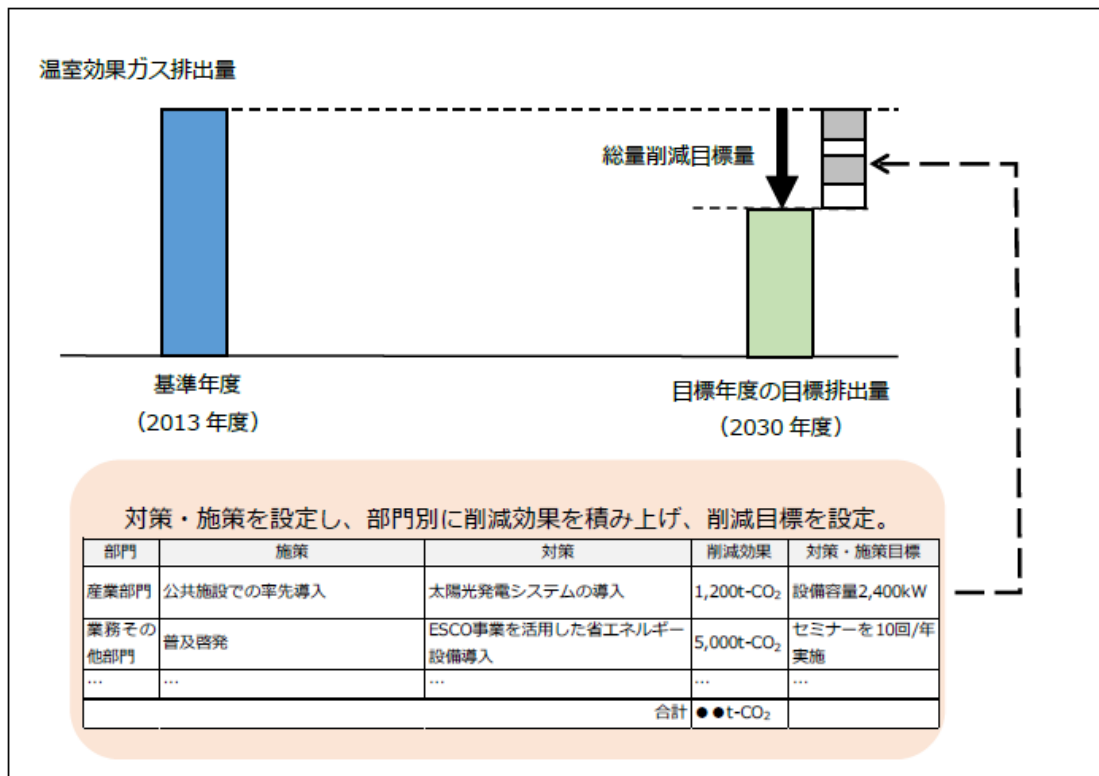 温室効果ガス排出量
総量削減目標量
基準年度
（2013 年度）
目標年度の目標排出量
（2030 年度）
対策・施策を設定し、部門別に削減効果を積み上げ、削減目標を設定。
部門 施策 対策 削減効果 対策・施策目標
産業部門 公共施設での率先導入 太陽光発電システムの導入 1,200t-CO₂ 設備容量2,400kW
業務その他部門 普及啓発 ESCO事業を活用した省エネルギー設備導入 5,000t-CO₂ セミナーを10回/年実施
… … … … …
合計 ●●t-CO₂